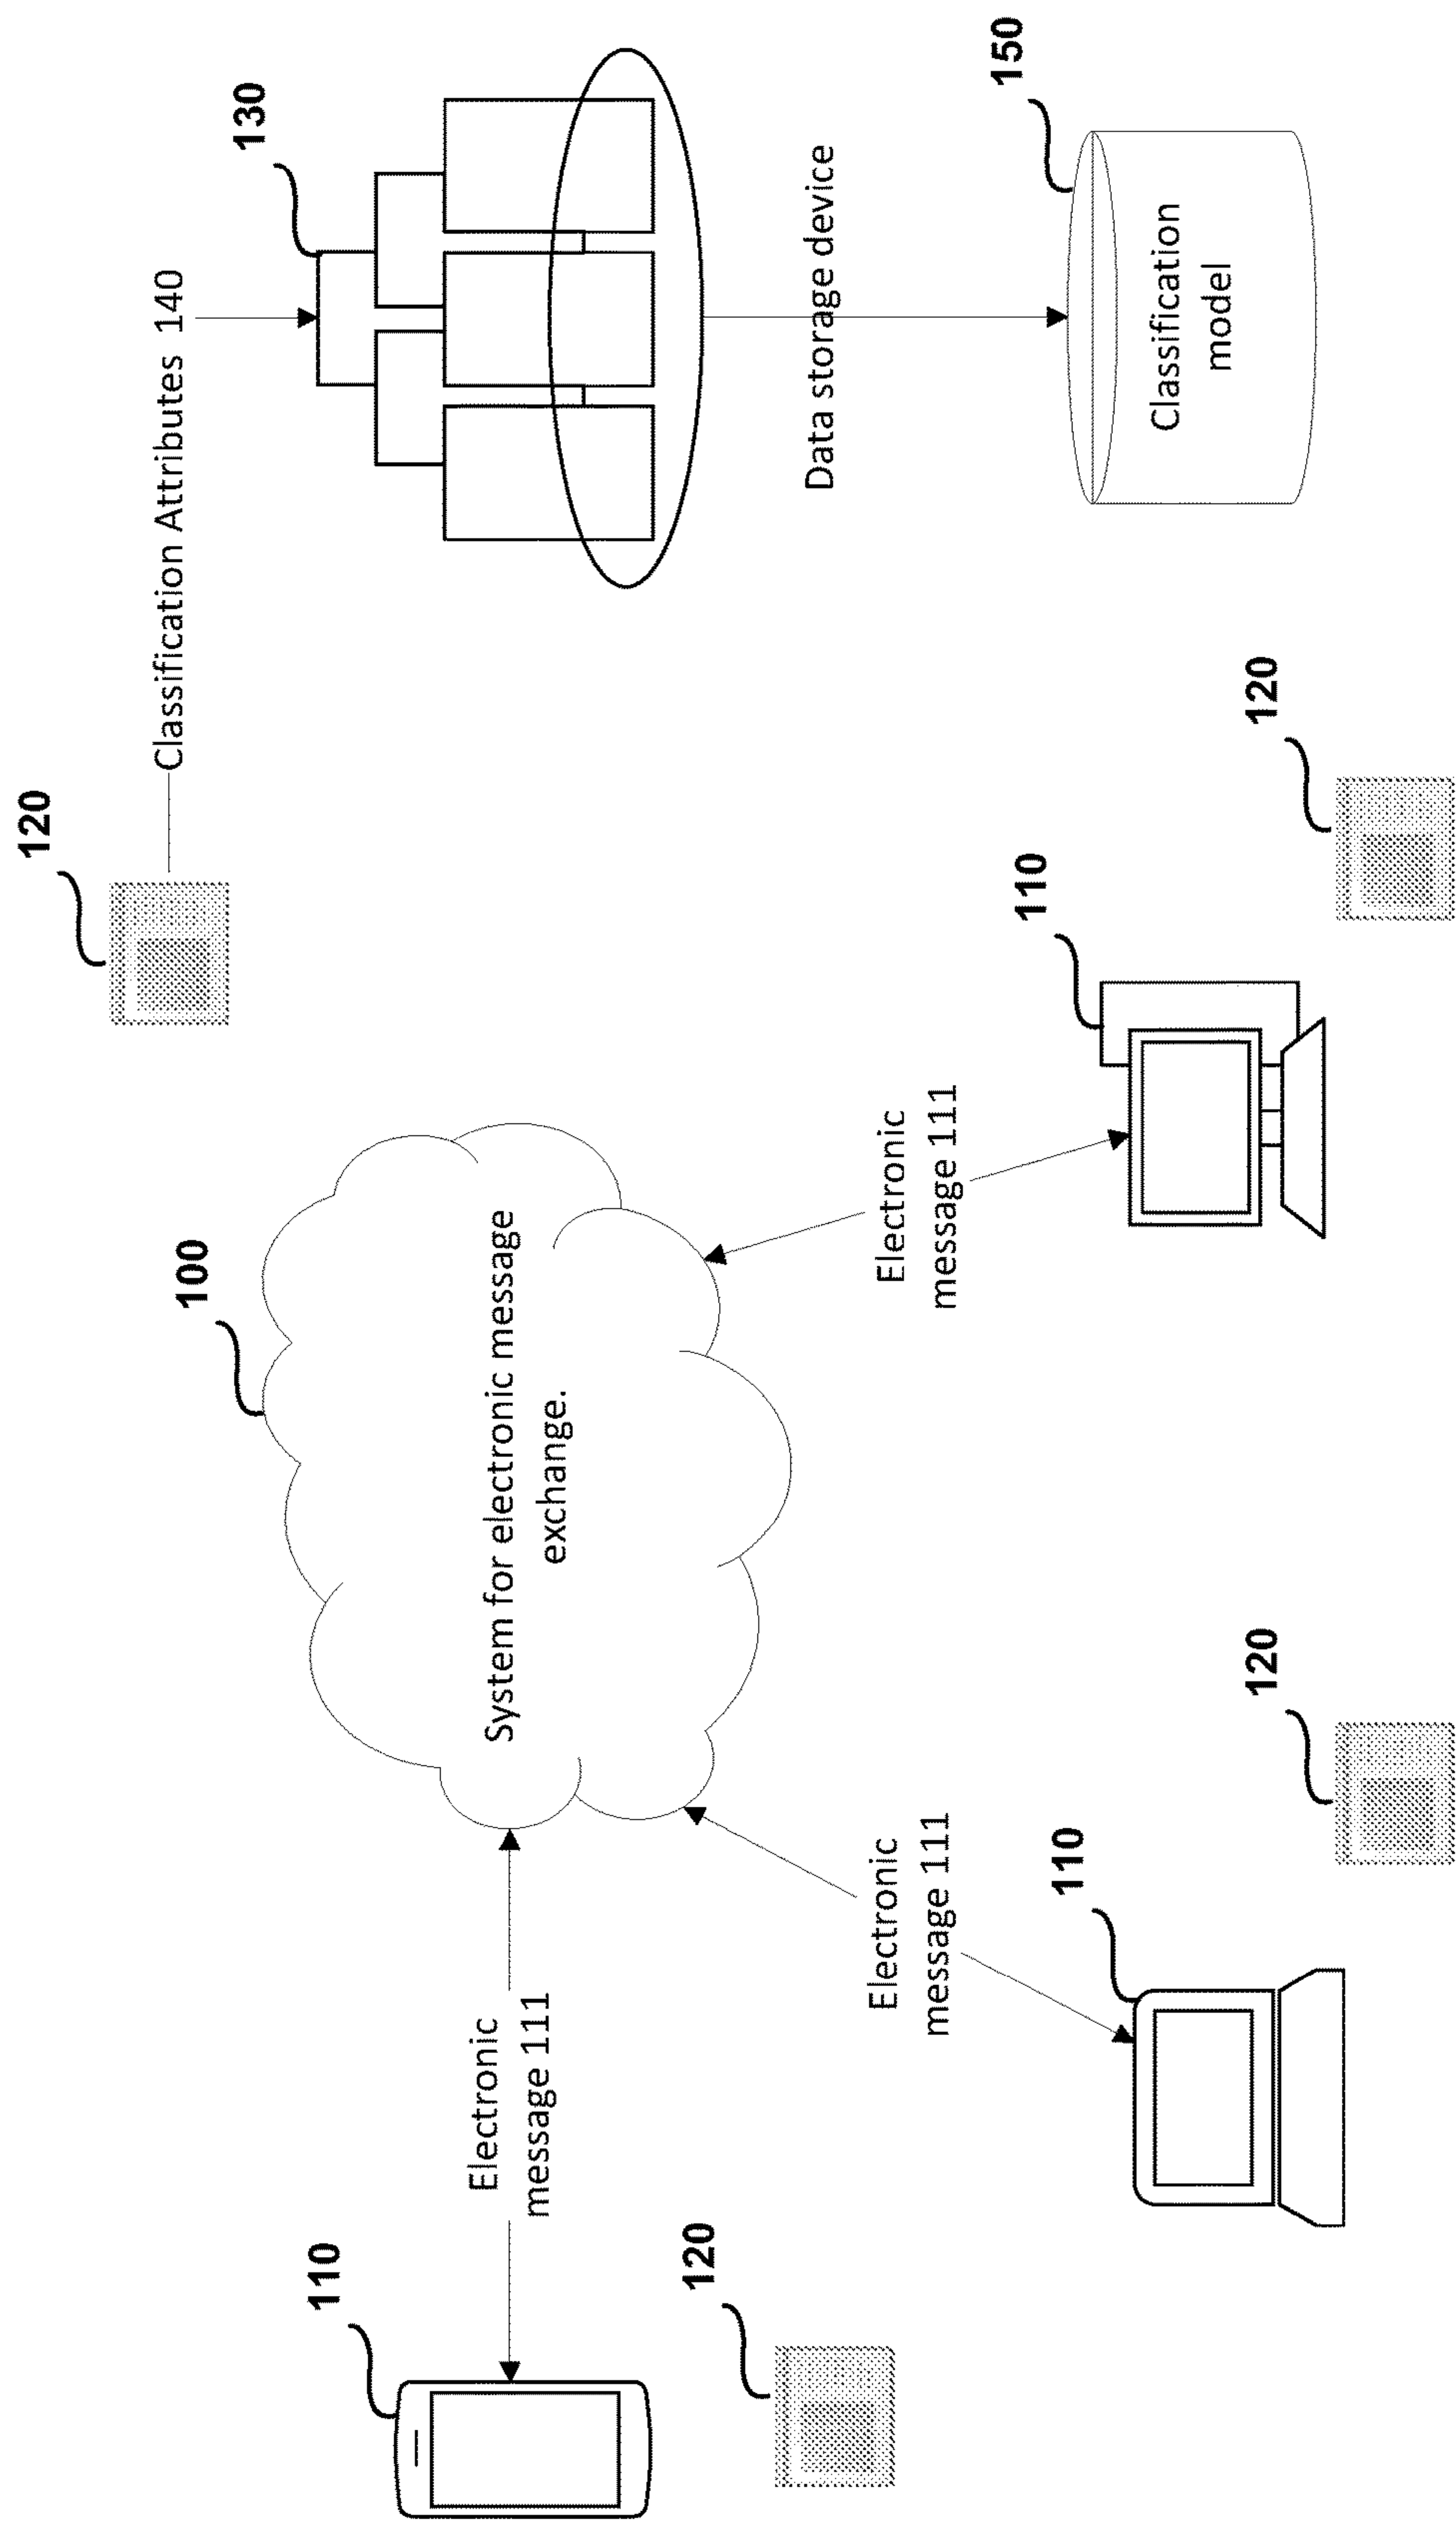 120
Classification Attributes 140
130
100
System for electronic message
exchange.
110
Electronic
message 111
120
Electronic
message 111
110
120
Electronic
message 111
110
120
Data storage device
150
Classification
model